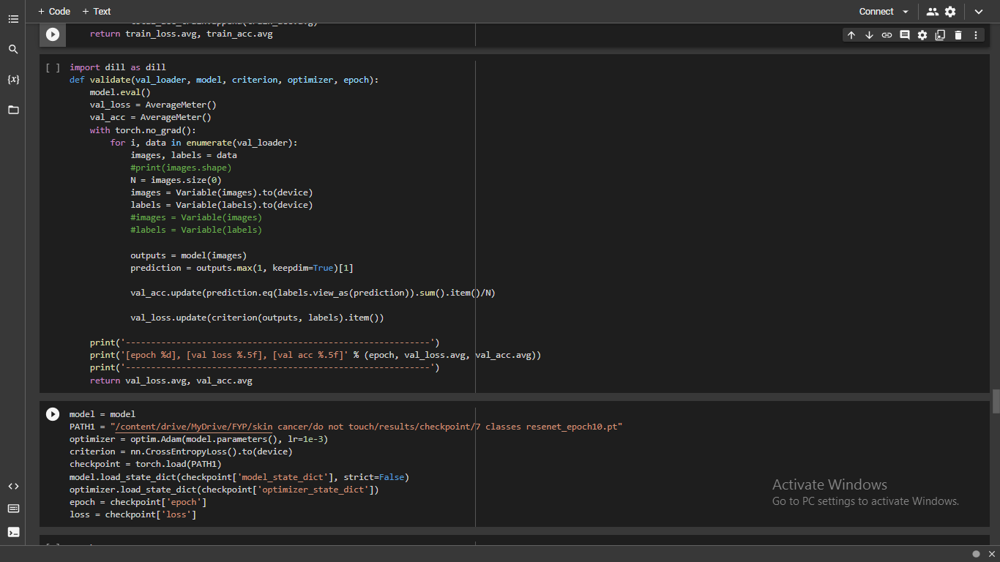 + Code + Text
Connect
return train_loss.avg, train_acc.avg
[ ] import dill as dill
def validate(val_loader, model, criterion, optimizer, epoch):
model.eval()
val_loss = AverageMeter()
val_acc = AverageMeter()
with torch.no_grad():
for i, data in enumerate(val_loader):
images, labels = data
#print(images.shape)
N = images.size(0)
images = Variable(images).to(device)
labels = Variable(labels).to(device)
#images = Variable(images)
#labels = Variable(labels)
outputs = model(images)
prediction = outputs.max(1, keepdim=True)[1]
val_acc.update(prediction.eq(labels.view_as(prediction)).sum().item()/N)
val_loss.update(criterion(outputs, labels).item())
print('------------------------------------------------------------')
print('[epoch %d], [val loss %.5f], [val acc %.5f]' % (epoch, val_loss.avg, val_acc.avg))
print('------------------------------------------------------------')
return val_loss.avg, val_acc.avg
model = model
PATH1 = "/content/drive/MyDrive/FYP/skin cancer/do not touch/results/checkpoint/7 classes resenet_epoch10.pt"
optimizer = optim.Adam(model.parameters(), lr=1e-3)
criterion = nn.CrossEntropyLoss().to(device)
checkpoint = torch.load(PATH1)
model.load_state_dict(checkpoint['model_state_dict'], strict=False)
optimizer.load_state_dict(checkpoint['optimizer_state_dict'])
epoch = checkpoint['epoch']
loss = checkpoint['loss']
Activate Windows
Go to PC settings to activate Windows.